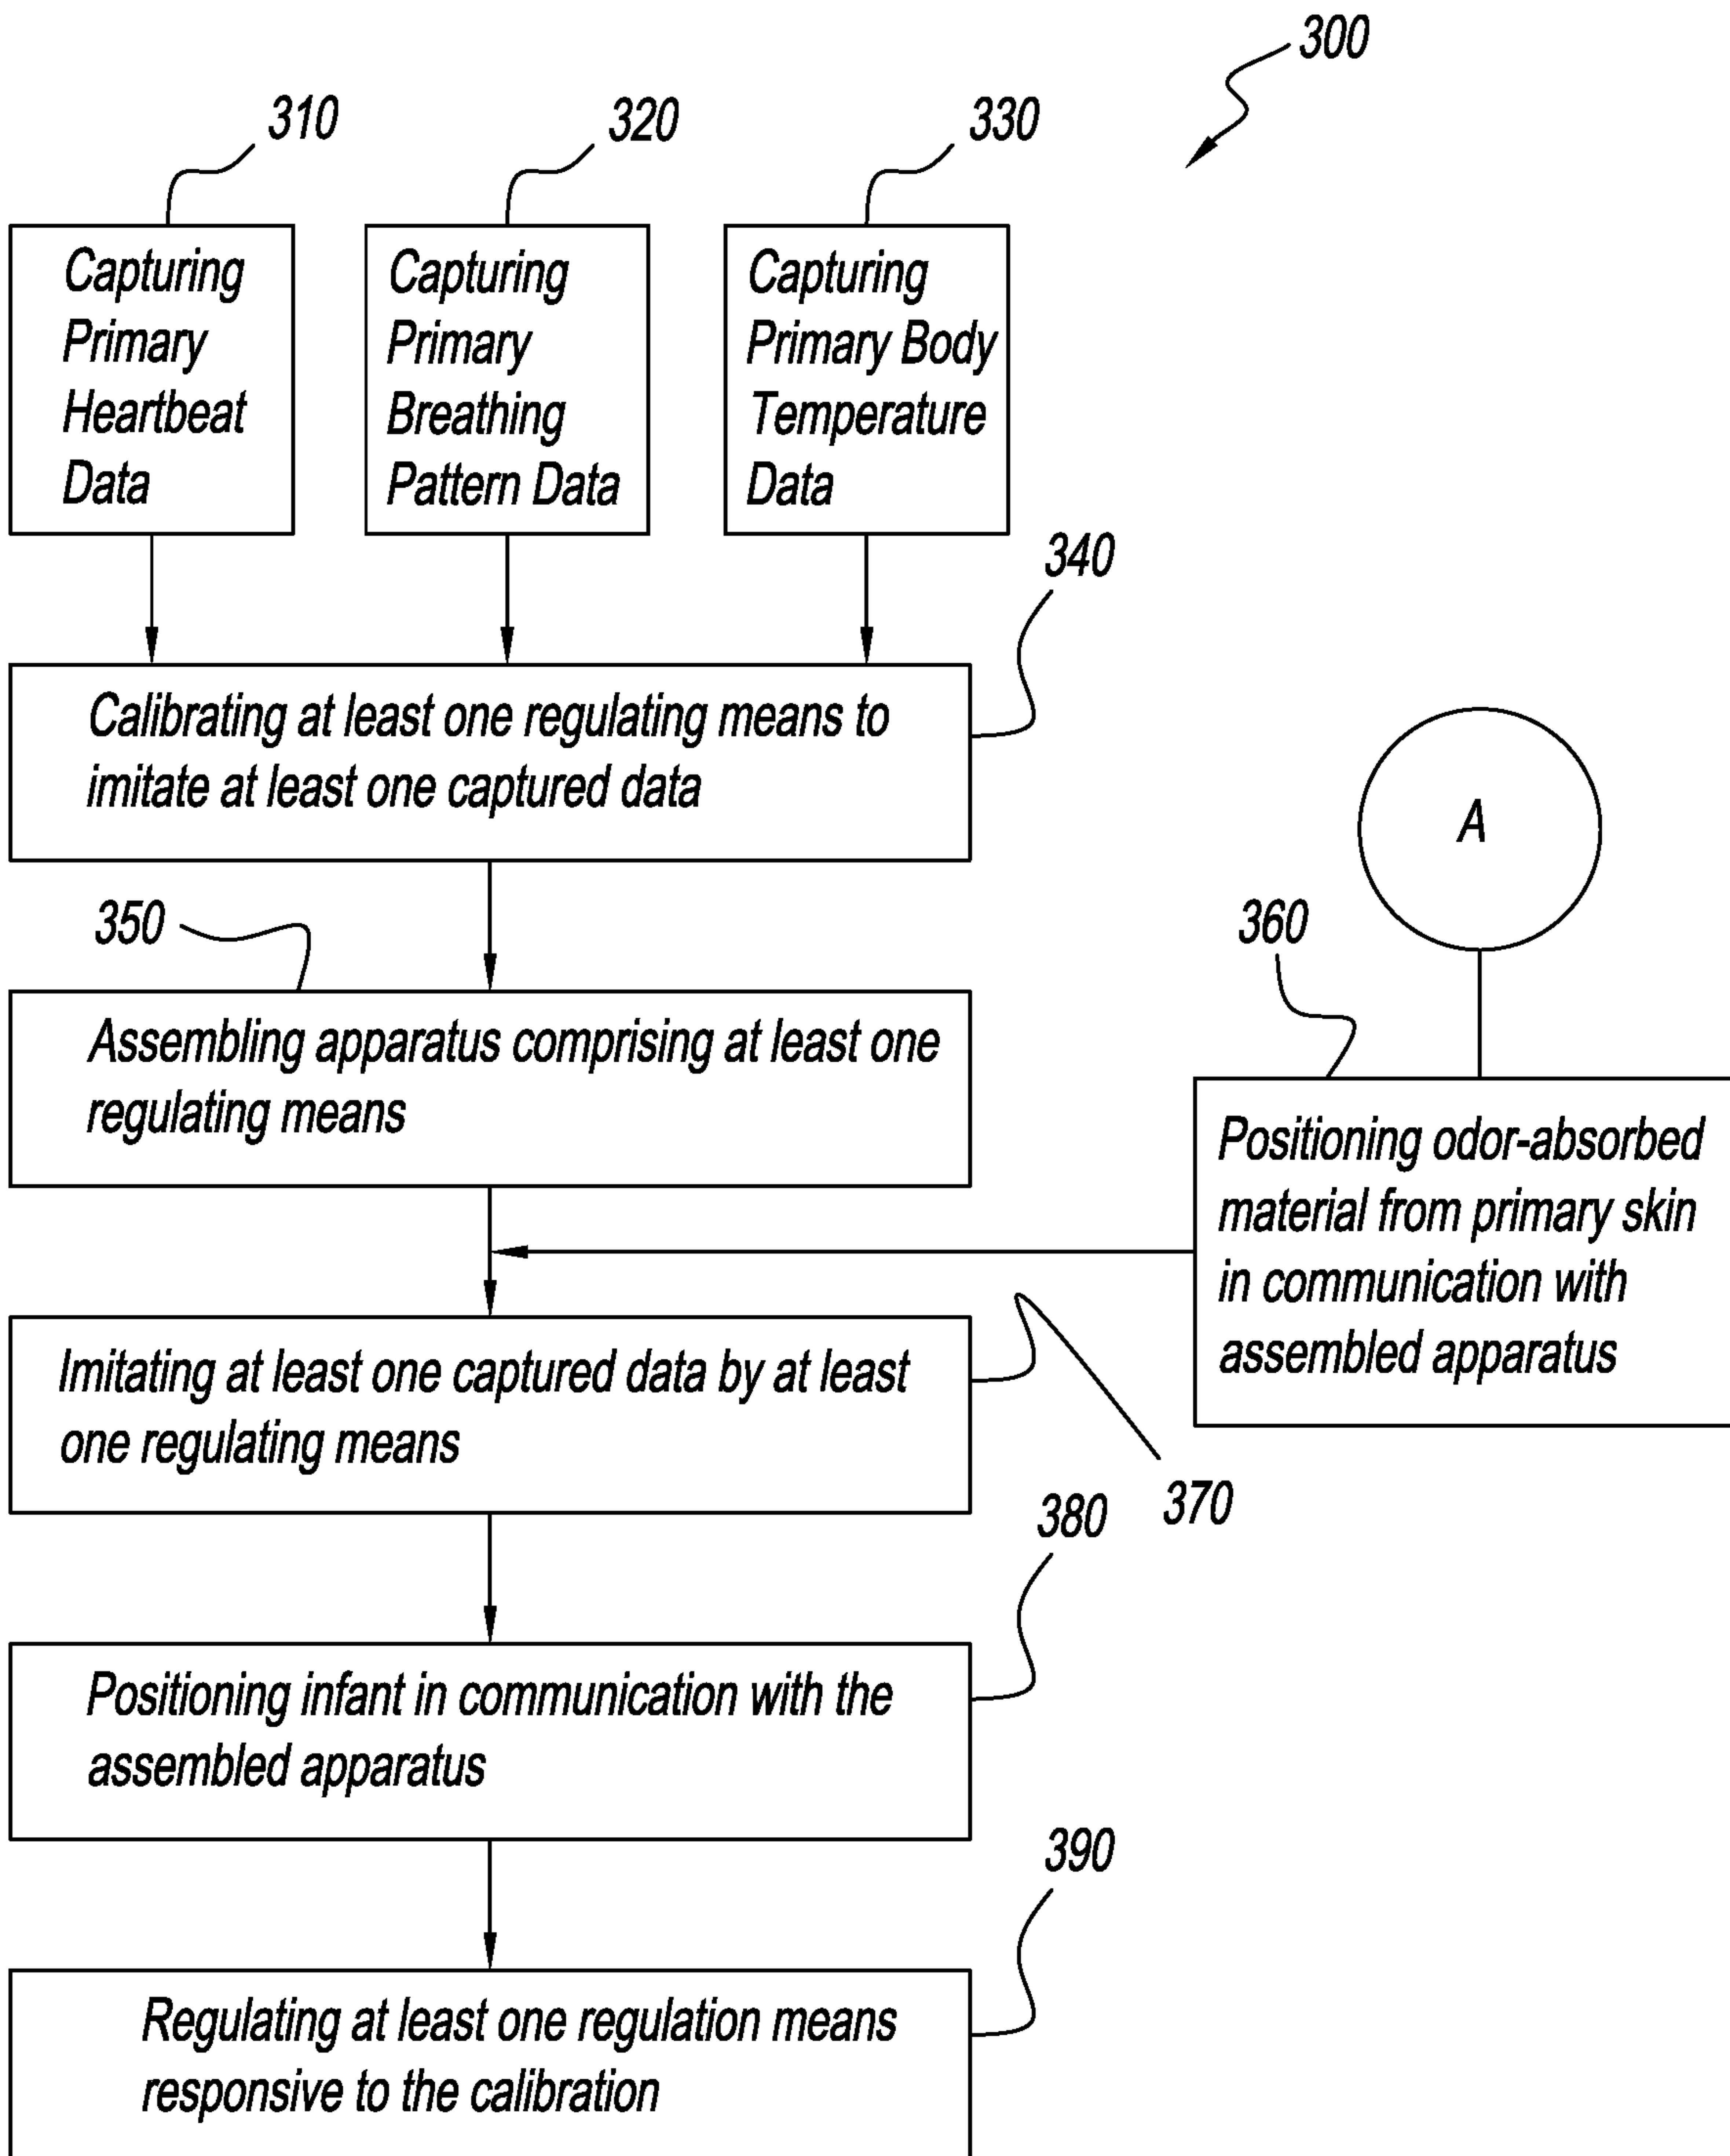 300
310
320
330
Capturing
Primary
Heartbeat
Data
Capturing
Primary
Breathing
Pattern Data
Capturing
Primary Body
Temperature
Data
340
Calibrating at least one regulating means to
imitate at least one captured data
A
350
360
Assembling apparatus comprising at least one
regulating means
Positioning odor-absorbed
material from primary skin
in communication with
assembled apparatus
Imitating at least one captured data by at least
one regulating means
370
380
Positioning infant in communication with the
assembled apparatus
390
Regulating at least one regulation means
responsive to the calibration